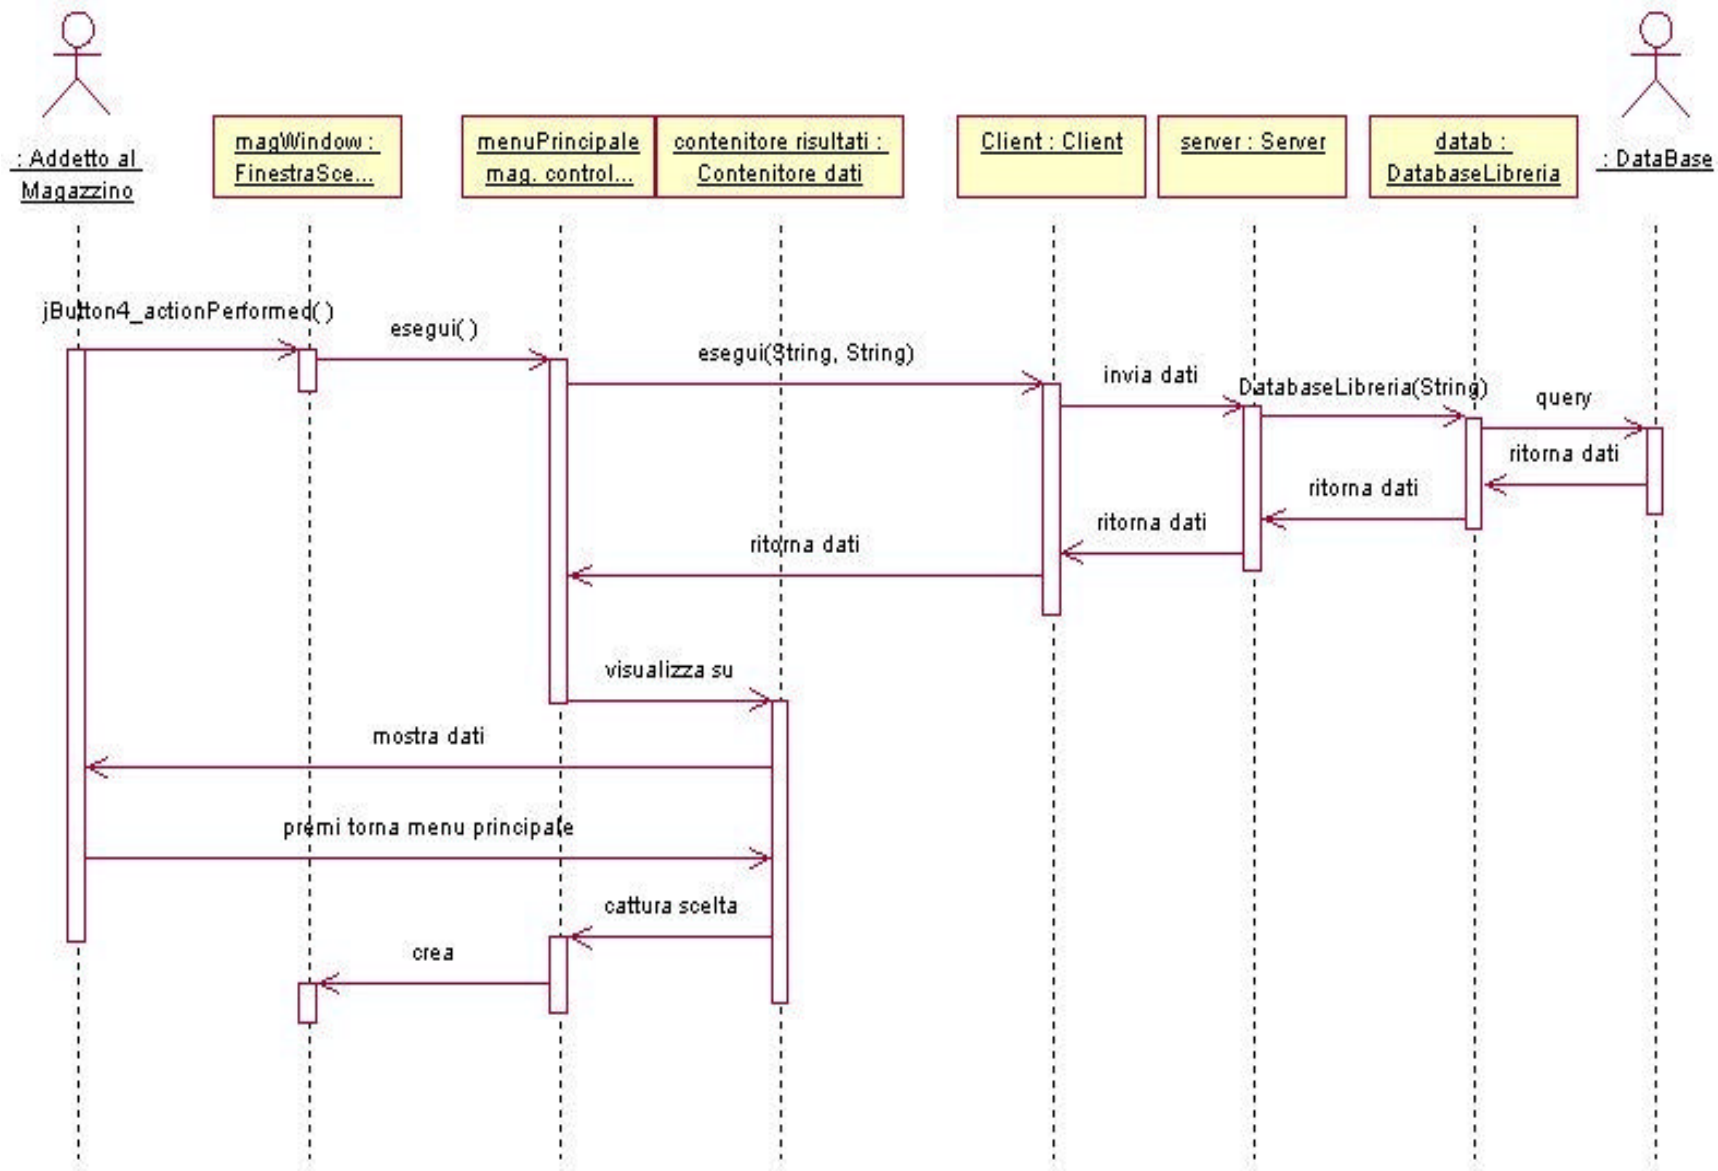 : Addetto al
Magazzino
magWindow :
FinestraSce...
menuPrincipale
mag. control...
contenitore risultati :
Contenitore dati
Client : Client
server : Server
datab :
DatabaseLibreria
: DataBase
jButton4_actionPerformed( )
esegui( )
esegui(String, String)
invia dati
DatabaseLibreria(String)
query
ritorna dati
ritorna dati
ritorna dati
ritorna dati
visualizza su
mostra dati
premi torna menu principale
cattura scelta
crea